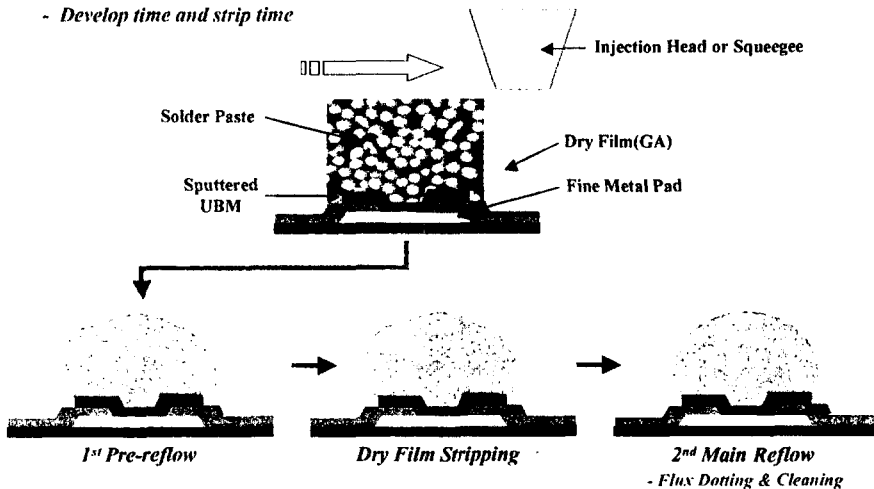 - Develop time and strip time
Injection Head or Squeegee
Solder Paste
Dry Film(GA)
Sputtered
UBM
Fine Metal Pad
1st Pre-reflow
Dry Film Stripping
2nd Main Reflow
- Flux Dotting & Cleaning